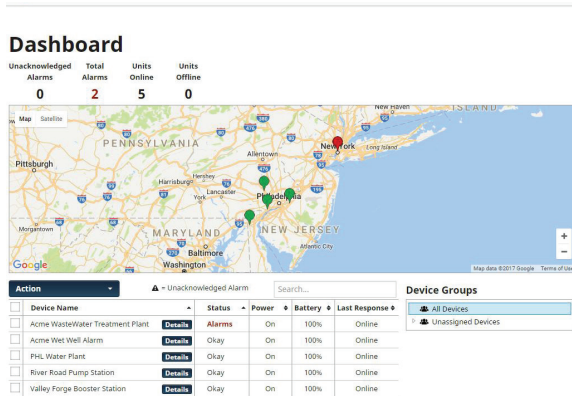 Dashboard
Unacknowledged Alarms Total Alarms Units Online Units Offline
0 2 5 0
Map Satellite
New Haven
ISLAND
PENNSYLVANIA
New York
Long Island
Allentown
Pittsburgh
Hershey
Harrisburg
Lancaster
York
Philadelphia
Morgantown
MARYLAND
NEW JERSEY
Baltimore
Atlantic City
Washington
Google
Map data ©2017 Google Terms of Use
Action = Unacknowledged Alarm Search... Device Groups
Device Name Status Power Battery Last Response
Acme WasteWater Treatment Plant Details Alarms On 100% Online
Acme Wet Well Alarm Details Okay On 100% Online
PHL Water Plant Details Okay On 100% Online
River Road Pump Station Details Okay On 100% Online
Valley Forge Booster Station Details Okay On 100% Online
All Devices
Unassigned Devices